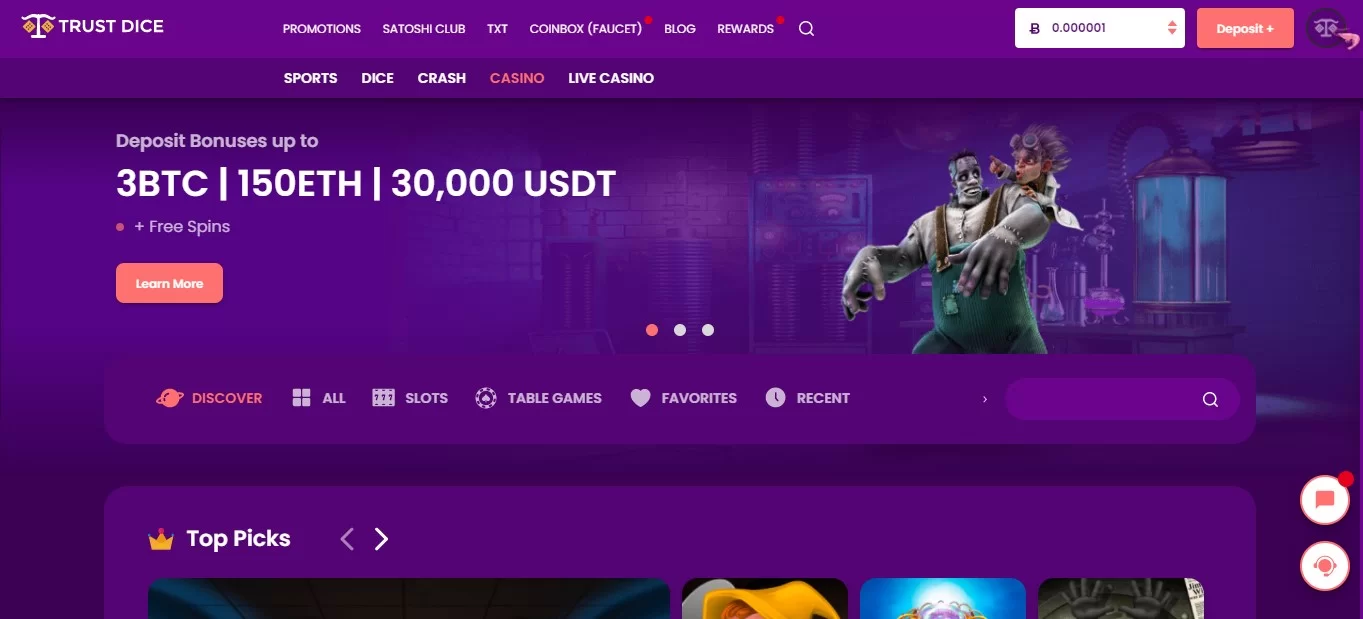 TRUST DICE
PROMOTIONS SATOSHI CLUB TXT COINBOX (FAUCET) BLOG REWARDS
0.000001
Deposit +
SPORTS DICE CRASH CASINO LIVE CASINO
Deposit Bonuses up to
3BTC | 150ETH | 30,000 USDT
+ Free Spins
Learn More
DISCOVER ALL SLOTS TABLE GAMES FAVORITES RECENT
Top Picks